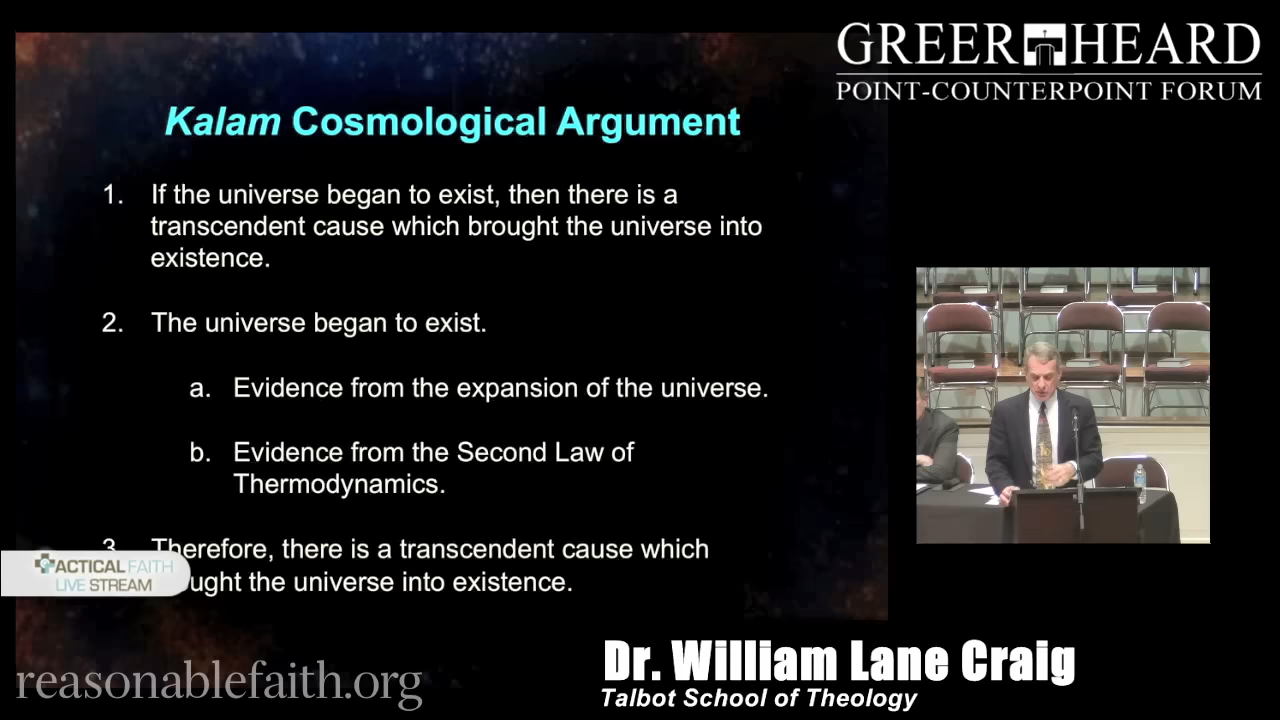 GREER HEARD
POINT-COUNTERPOINT FORUM
Kalam Cosmological Argument
1. If the universe began to exist, then there is a
transcendent cause which brought the universe into
existence.
2. The universe began to exist.
a. Evidence from the expansion of the universe.
b. Evidence from the Second Law of
Thermodynamics.
3. Therefore, there is a transcendent cause which
ught the universe into existence.
TACTICAL FAITH
LIVE STREAM
Dr. William Lane Craig
Talbot School of Theology
reasonablefaith.org